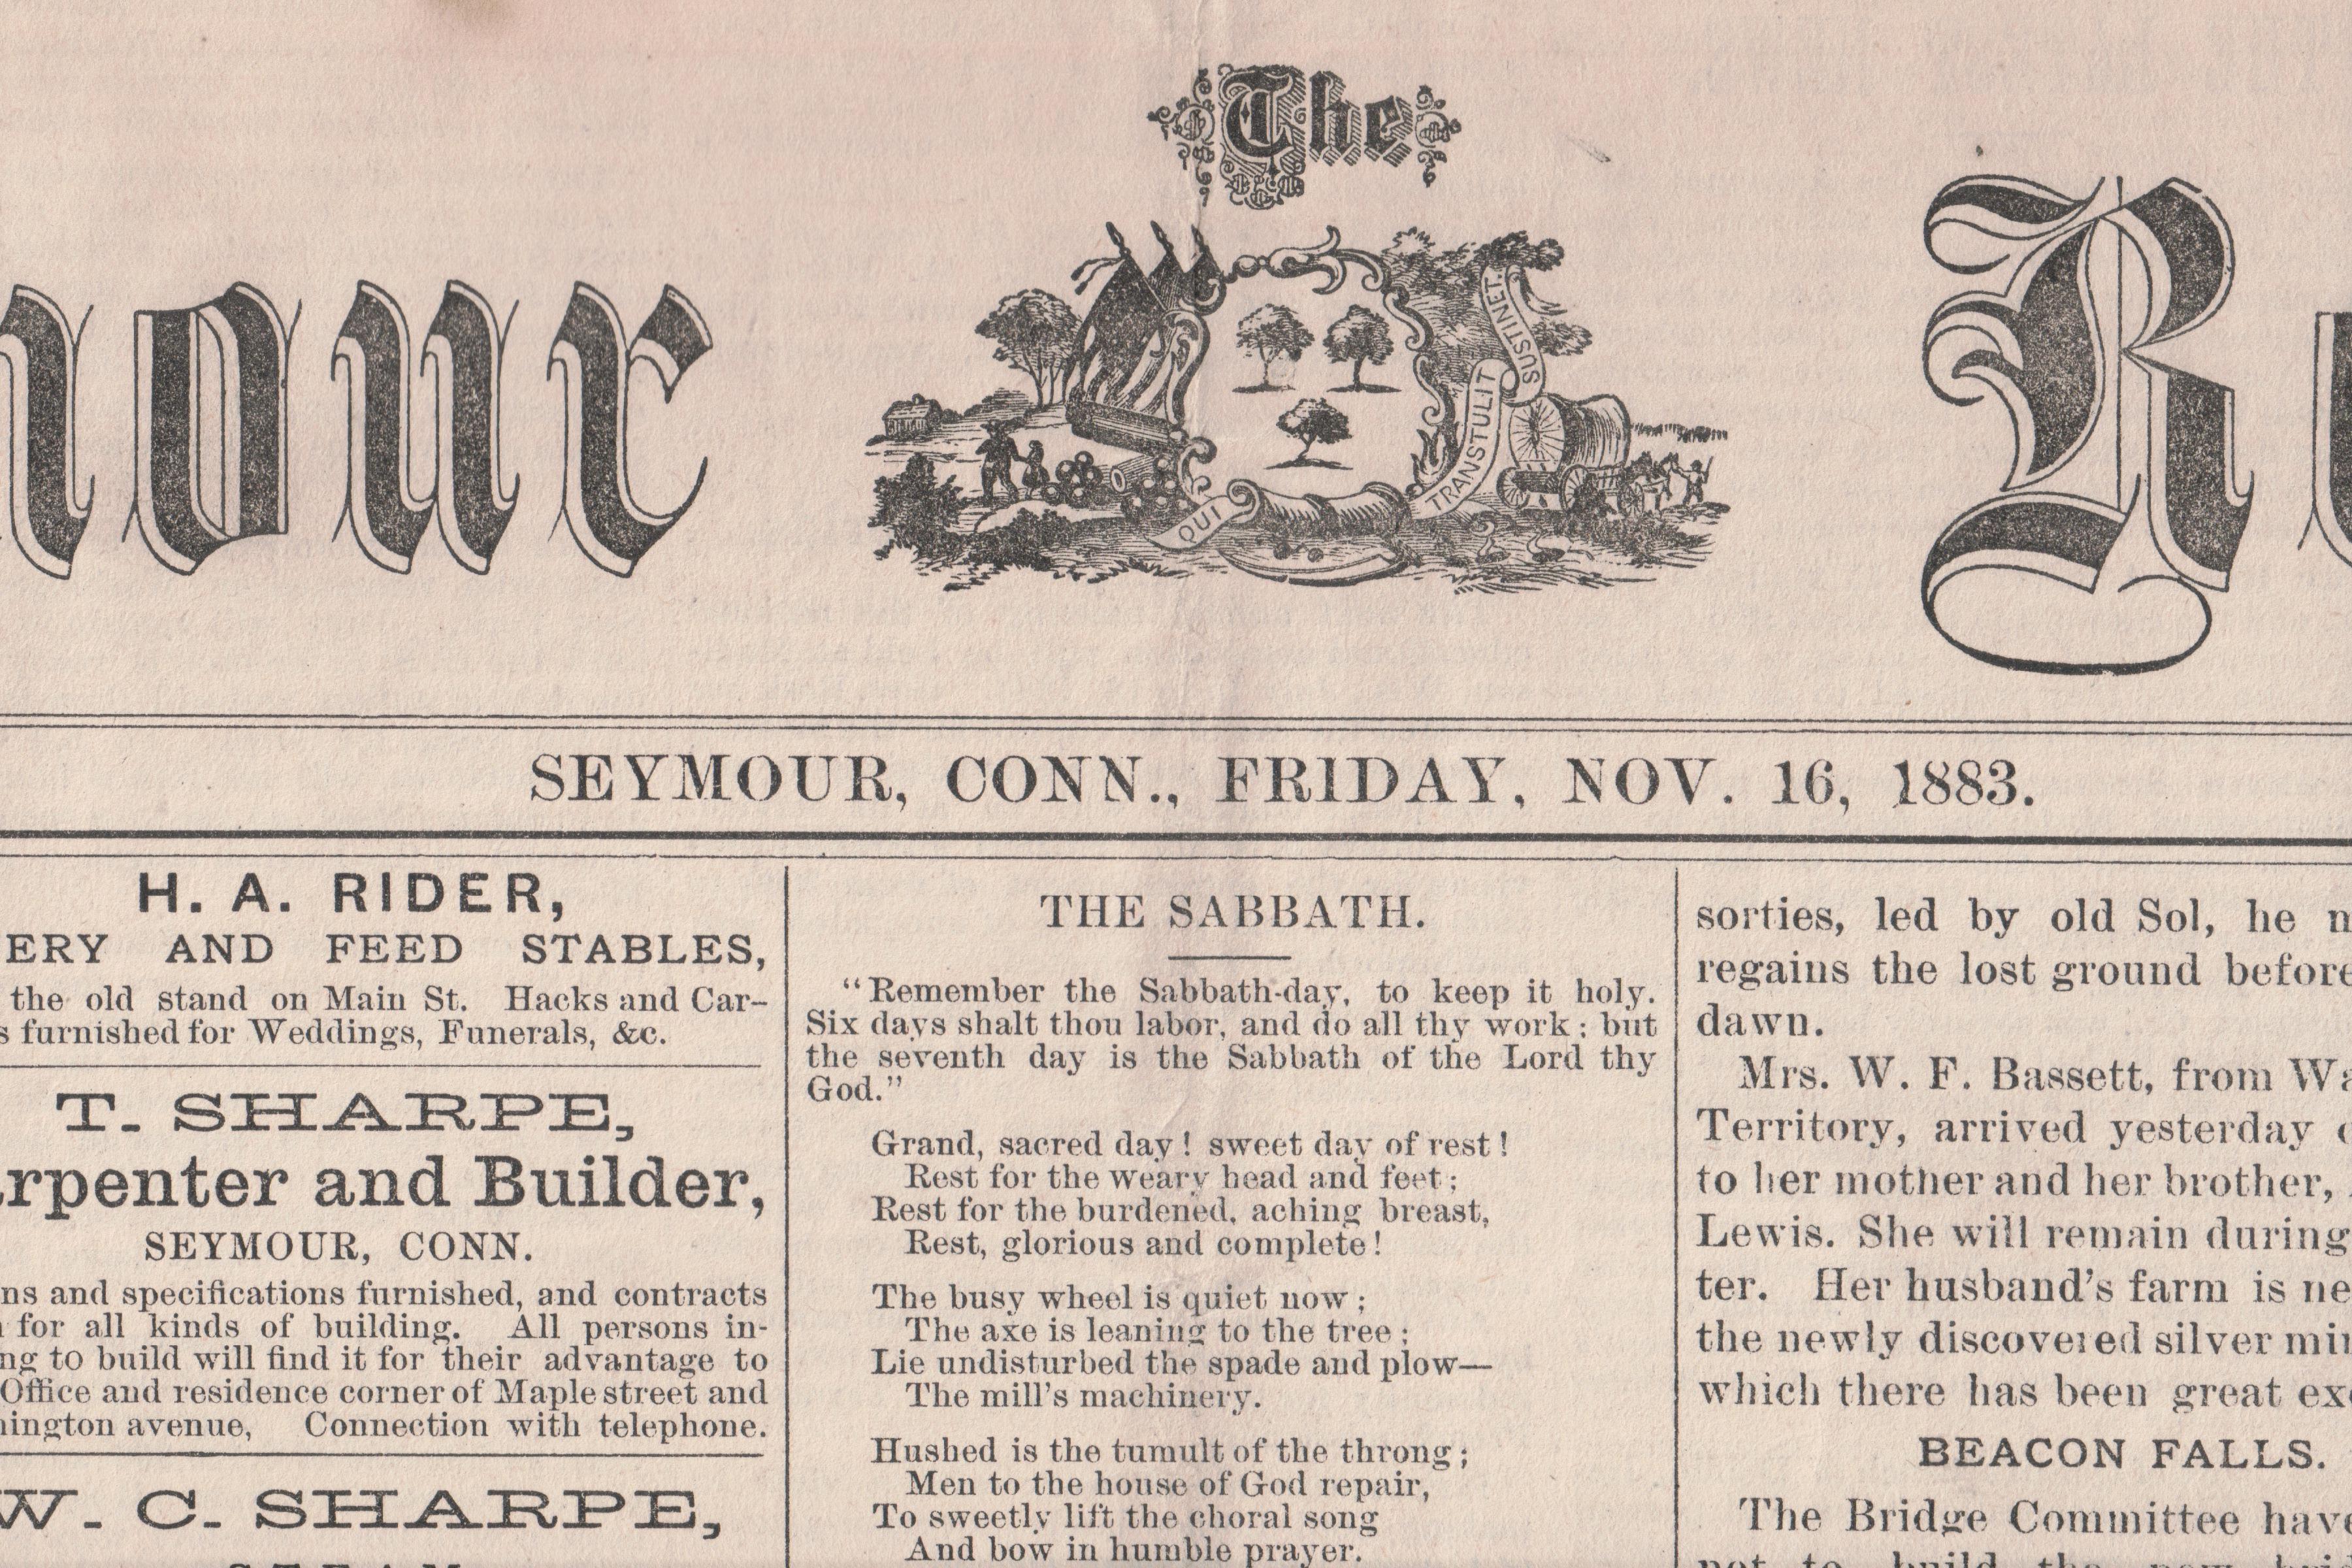 The
nour
R
QUI TRANSTULIT SUSTINET.
SEYMOUR, CONN., FRIDAY, NOV. 16, 1883.
H. A. RIDER,
ERY AND FEED STABLES,
the old stand on Main St. Hacks and Car-
s furnished for Weddings, Funerals, &c.
T. SHARPE,
rpenter and Builder,
SEYMOUR, CONN.
ns and specifications furnished, and contracts
for all kinds of building. All persons in-
ng to build will find it for their advantage to
Office and residence corner of Maple street and
hington avenue, Connection with telephone.
W. C. SHARPE,
THE SABBATH.
“Remember the Sabbath-day, to keep it holy.
Six days shalt thou labor, and do all thy work; but
the seventh day is the Sabbath of the Lord thy
God.”
Grand, sacred day! sweet day of rest!
Rest for the weary head and feet;
Rest for the burdened, aching breast,
Rest, glorious and complete!
The busy wheel is quiet now;
The axe is leaning to the tree;
Lie undisturbed the spade and plow—
The mill's machinery.
Hushed is the tumult of the throng;
Men to the house of God repair,
To sweetly lift the choral song
And bow in humble prayer.
sorties, led by old Sol, he n
regains the lost ground before
dawn.
Mrs. W. F. Bassett, from Wa
Territory, arrived yesterday
to her mother and her brother,
Lewis. She will remain during
ter. Her husband's farm is ne
the newly discovered silver min
which there has been great exc
BEACON FALLS.
The Bridge Committee have